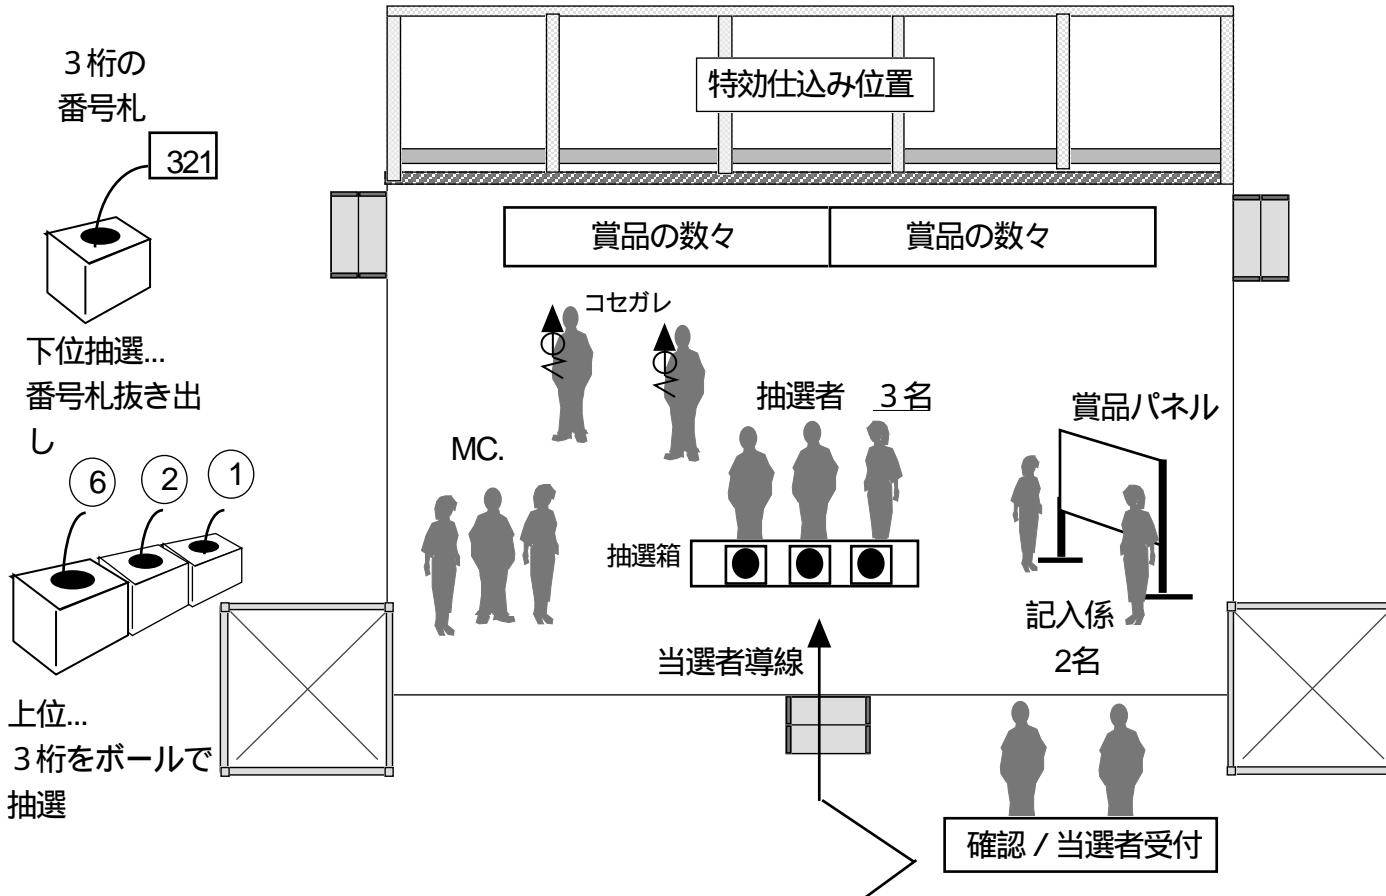 3桁の
番号札
321
特効仕込み位置
賞品の数々
賞品の数々
コセガレ
下位抽選...
番号札抜き出
し
抽選者 3名
賞品パネル
MC.
6
2
1
抽選箱
記入係
2名
当選者導線
上位...
3桁をボールで
抽選
確認 / 当選者受付